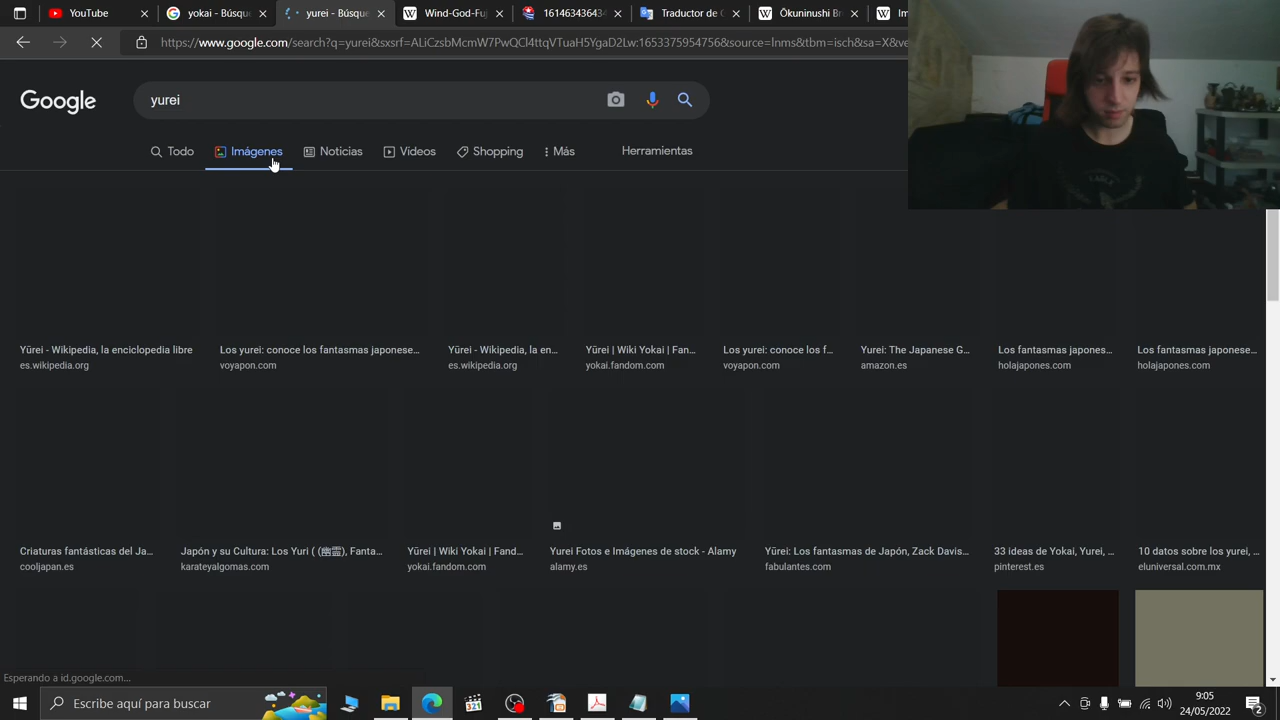 YouTube
yokai - Búsqu
yurei - Búsque
Wind-God-Fuj
1614634364
Traductor de
Ōkuninushi Br
https://www.google.com/search?q=yurei&sxsrf=ALiCzsbMcmW7PwQCl4ttqVTuaH5YgaD2Lw:1653375954756&source=lnms&tbm=isch&sa=X&ve
Google
yurei
Todo
Imágenes
Noticias
Vídeos
Shopping
Más
Herramientas
Yūrei - Wikipedia, la enciclopedia libre
es.wikipedia.org
Los yurei: conoce los fantasmas japonese...
voyapon.com
Yūrei - Wikipedia, la en...
es.wikipedia.org
Yūrei | Wiki Yokai | Fan...
yokai.fandom.com
Los yurei: conoce los f...
voyapon.com
Yurei: The Japanese G...
amazon.es
Los fantasmas japones...
holajapones.com
Los fantasmas japonese...
holajapones.com
Criaturas fantásticas del Ja...
cooljapan.es
Japón y su Cultura: Los Yuri ( (幽霊), Fanta...
karateyalgomas.com
Yūrei | Wiki Yokai | Fand...
yokai.fandom.com
Yurei Fotos e Imágenes de stock - Alamy
alamy.es
Yūrei: Los fantasmas de Japón, Zack Davis...
fabulantes.com
33 ideas de Yokai, Yurei, ...
pinterest.es
10 datos sobre los yurei, ...
eluniversal.com.mx
Esperando a id.google.com...
Escribe aquí para buscar
321
9:05
24/05/2022
2